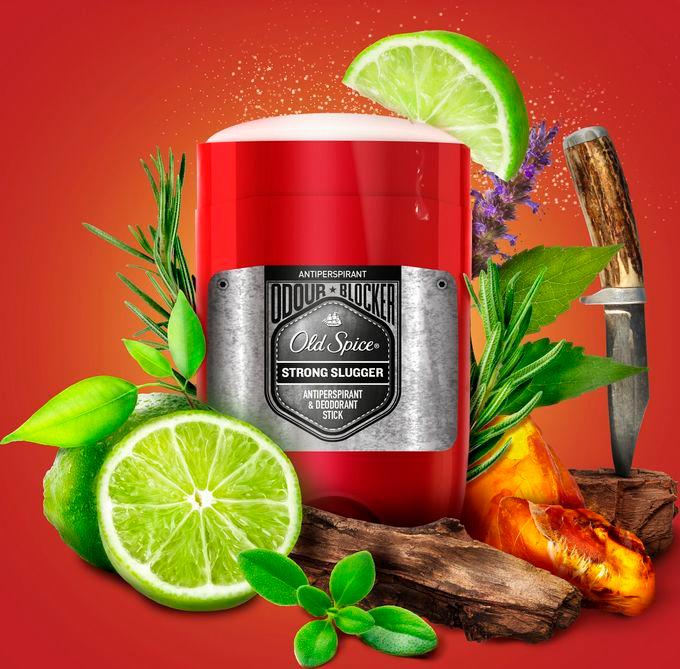 ANTIPERSPIRANT
ODOUR ★ BLOCKER
Old Spice®
STRONG SLUGGER
ANTIPERSPIRANT
& DEODORANT
STICK